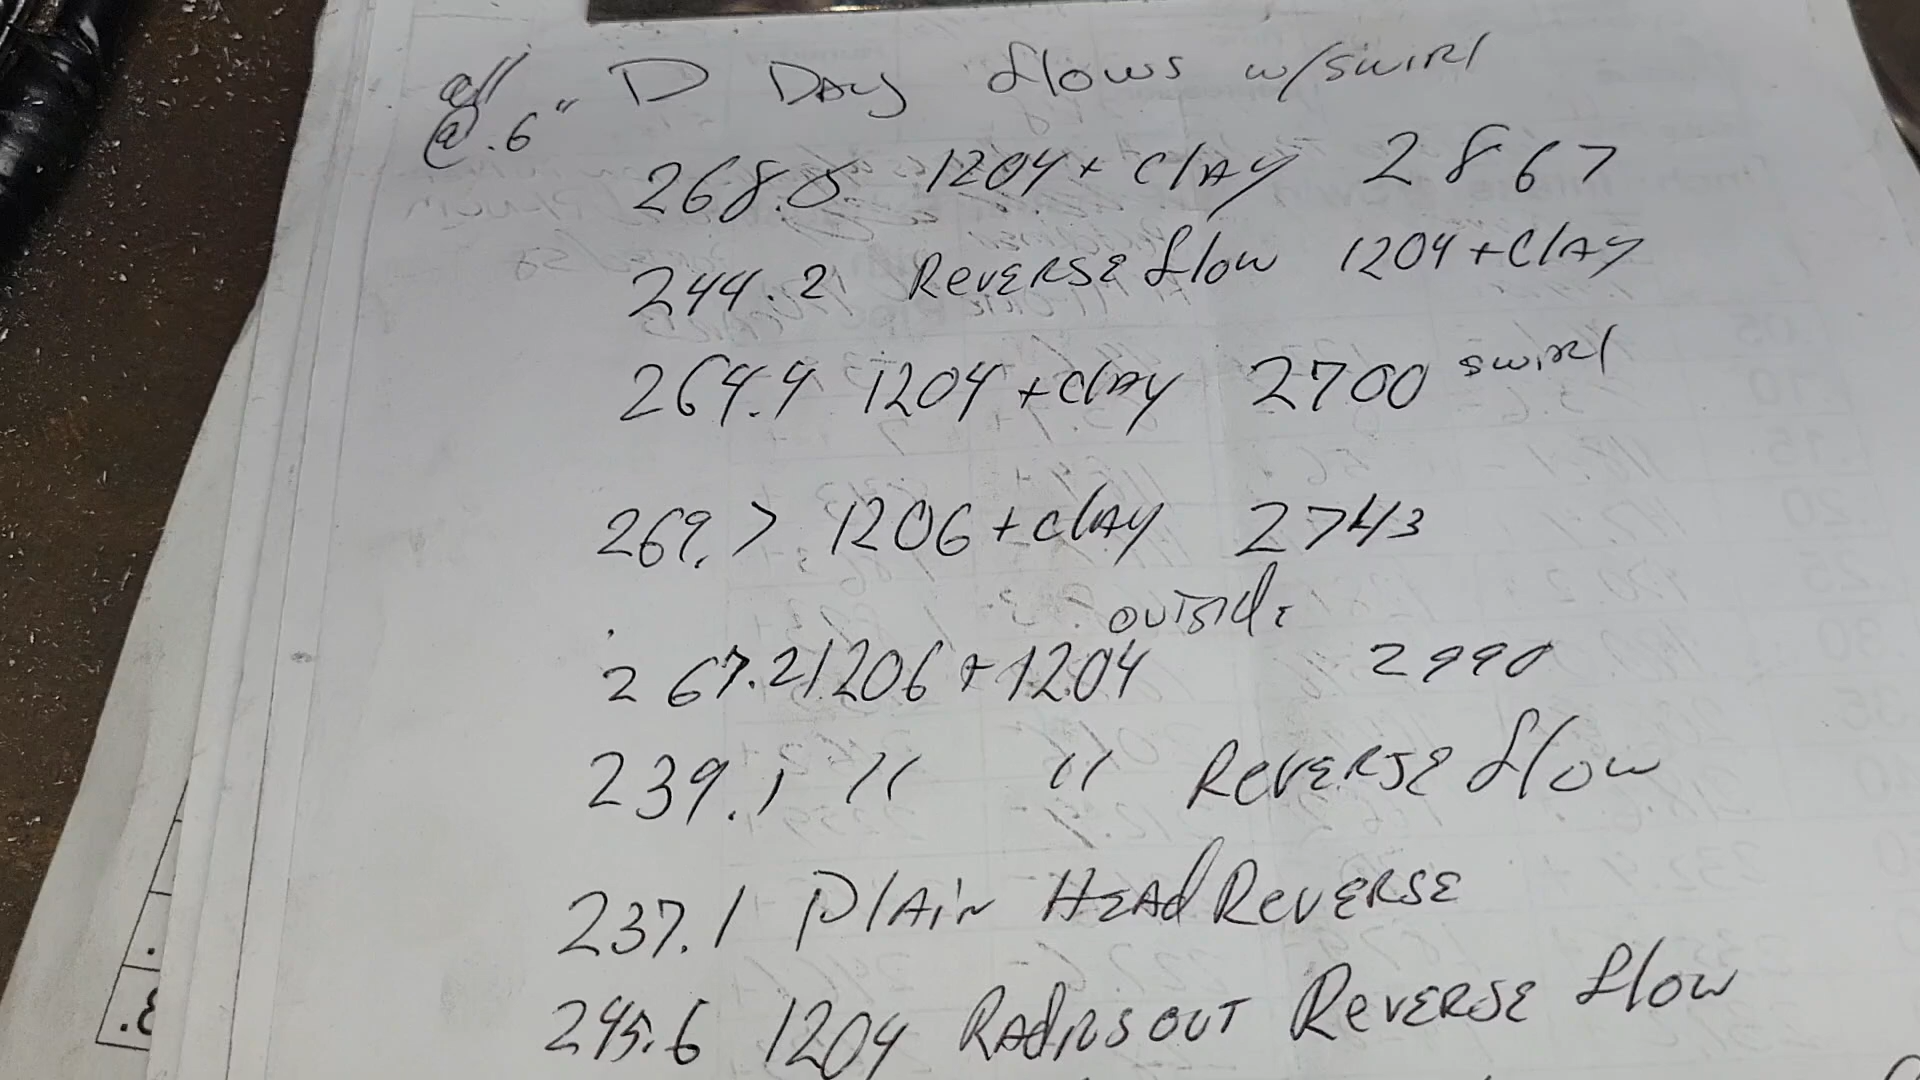 all D Day flows w/swirl
@.6"
268.0 1204 + clay 2867
244.2 Reverse flow 1204 + clay
264.4 1204 + clay 2700 swirl
269.7 1206 + clay 2743
outside
267.2 1206 + 1204 2990
239.1 " " Reverse flow
237.1 Plain Head Reverse
245.6 1204 Radius out Reverse flow